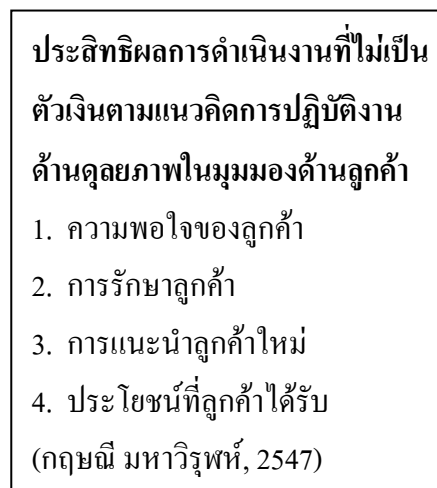 ประสิทธิผลการดำเนินงานที่ไม่เป็น
ตัวเงินตามแนวคิดการปฏิบัติงาน
ด้านดุลยภาพในมุมมองด้านลูกค้า
1. ความพอใจของลูกค้า
2. การรักษาลูกค้า
3. การแนะนำลูกค้าใหม่
4. ประโยชน์ที่ลูกค้าได้รับ
(กฤษณี มหาวิรุฬห์, 2547)